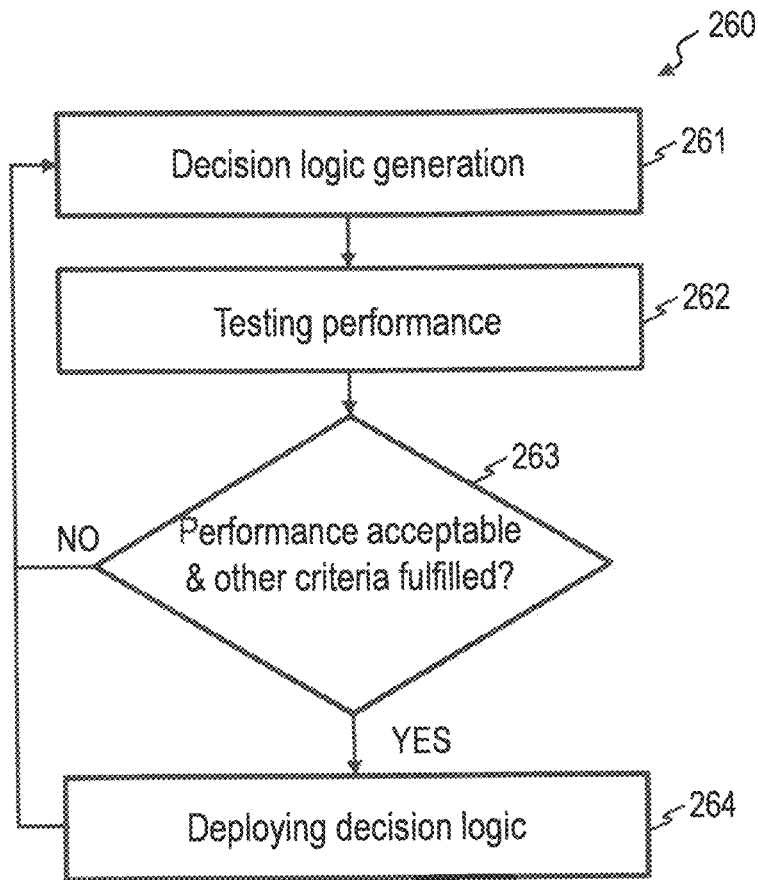 260
Decision logic generation
261
Testing performance
262
263
Performance acceptable
& other criteria fulfilled?
NO
YES
Deploying decision logic
264